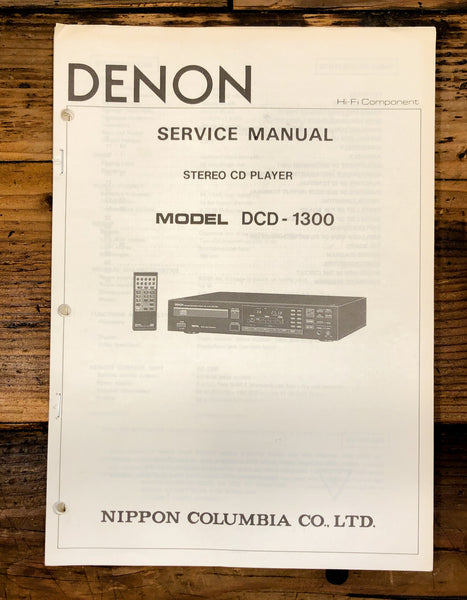 DENON
Hi-Fi Component
SERVICE MANUAL
STEREO CD PLAYER
MODEL DCD-1300
NIPPON COLUMBIA CO., LTD.